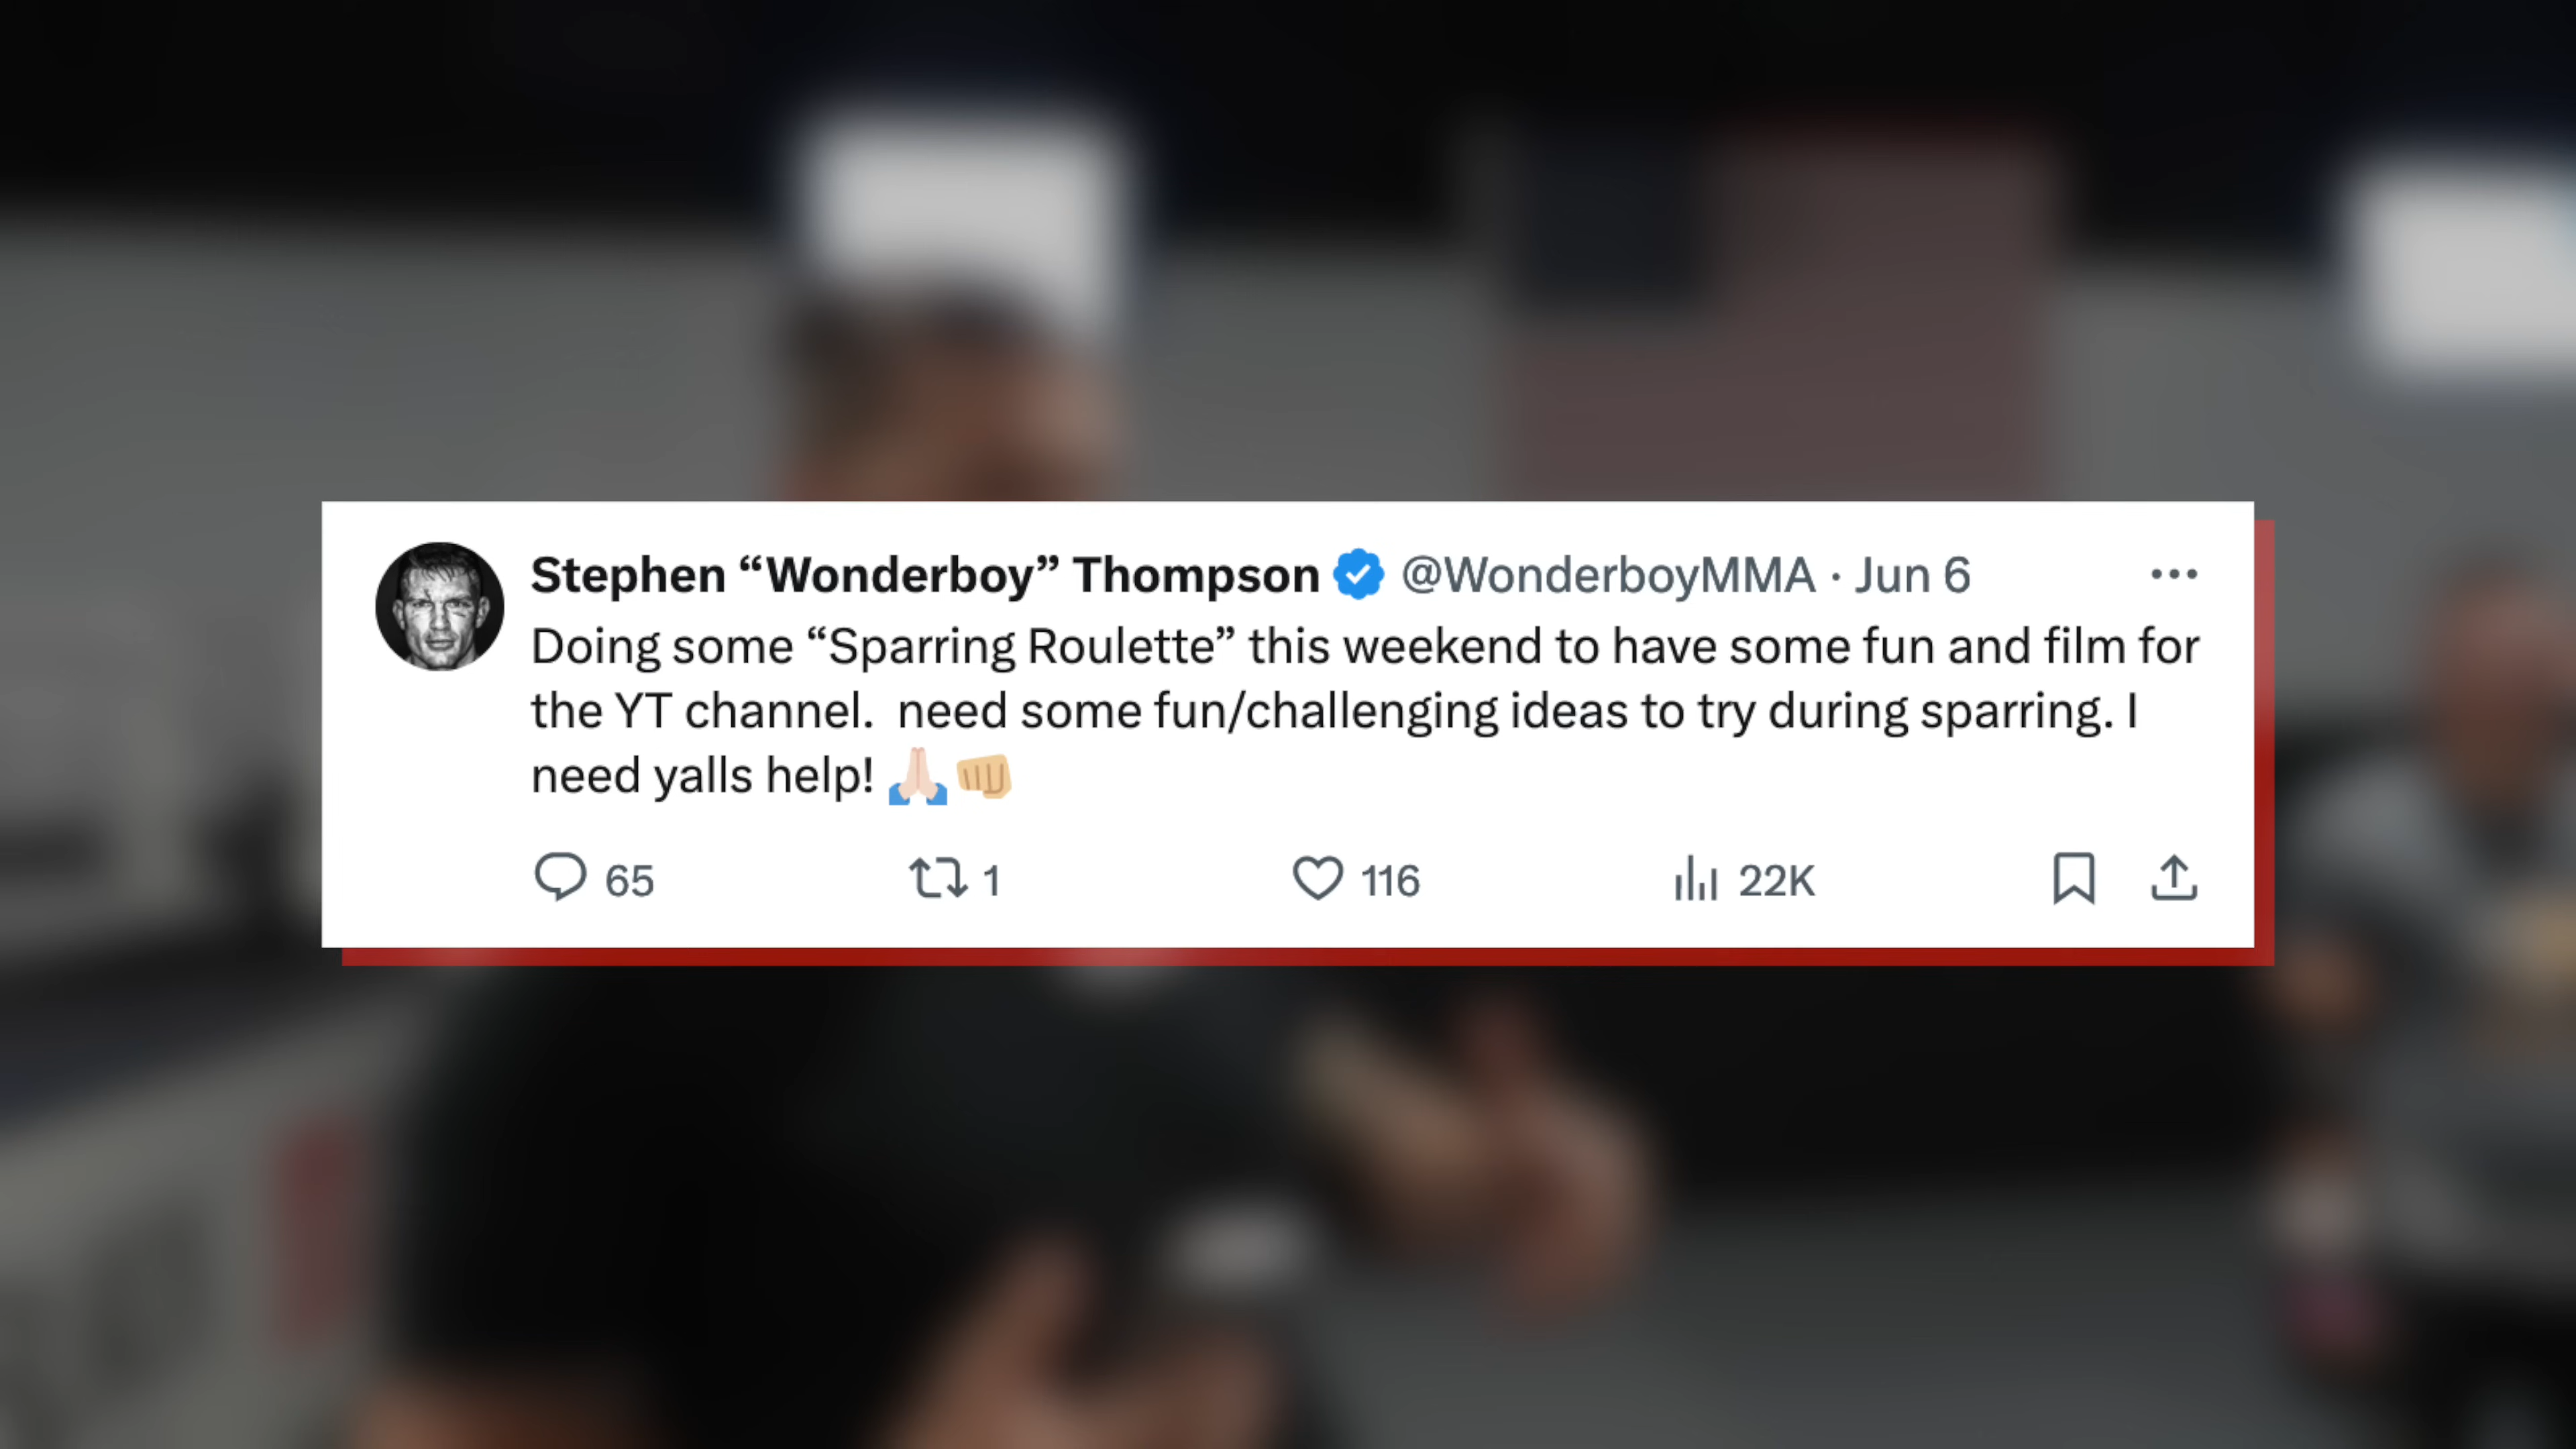 Stephen “Wonderboy” Thompson @WonderboyMMA · Jun 6
Doing some “Sparring Roulette” this weekend to have some fun and film for
the YT channel.  need some fun/challenging ideas to try during sparring. I
need yalls help! 🙏🏻👊🏼
65 1 116 22K